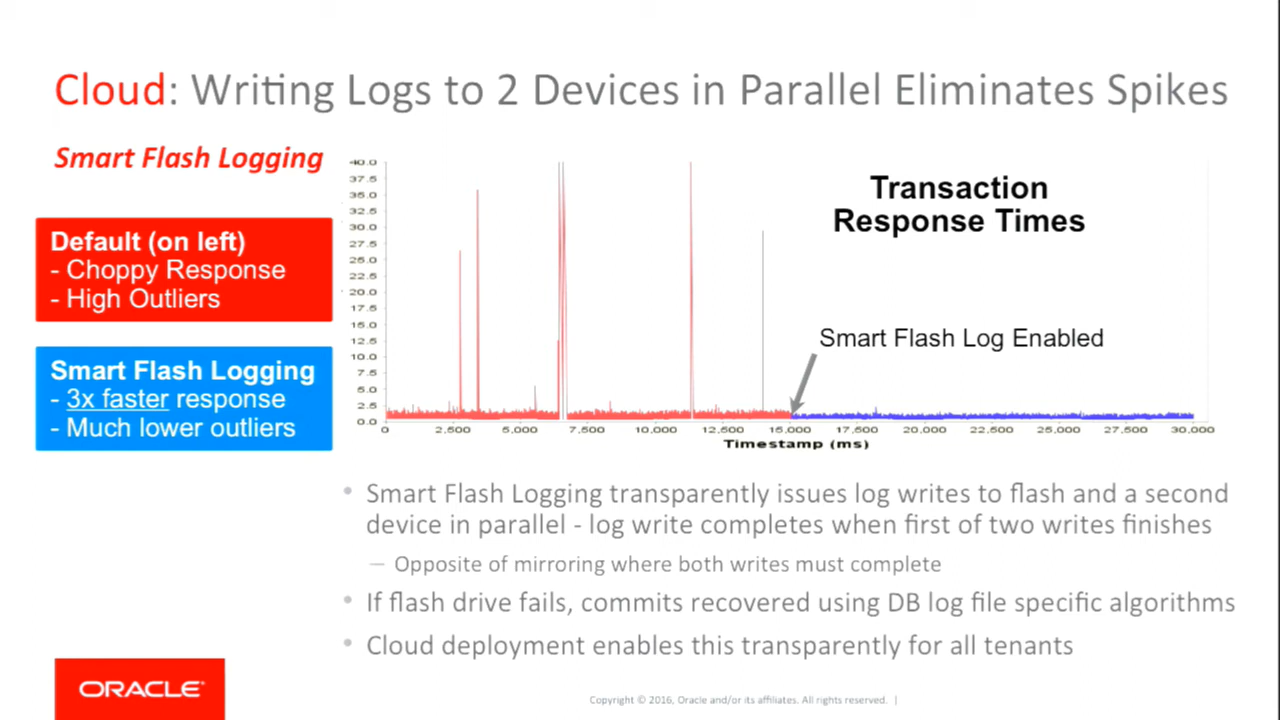 Cloud: Writing Logs to 2 Devices in Parallel Eliminates Spikes
Smart Flash Logging
Default (on left)
- Choppy Response
- High Outliers
Smart Flash Logging
- 3x faster response
- Much lower outliers
40.0
37.5
35.0
32.5
30.0
27.5
25.0
22.5
20.0
17.5
15.0
12.5
10.0
7.5
5.0
2.5
0.0
Transaction
Response Times
Smart Flash Log Enabled
0 2,500 5,000 7,500 10,000 12,500 15,000 17,500 20,000 22,500 25,000 27,500 30,000
Timestamp (ms)
• Smart Flash Logging transparently issues log writes to flash and a second
device in parallel - log write completes when first of two writes finishes
– Opposite of mirroring where both writes must complete
• If flash drive fails, commits recovered using DB log file specific algorithms
• Cloud deployment enables this transparently for all tenants
ORACLE
Copyright © 2016, Oracle and/or its affiliates. All rights reserved. |